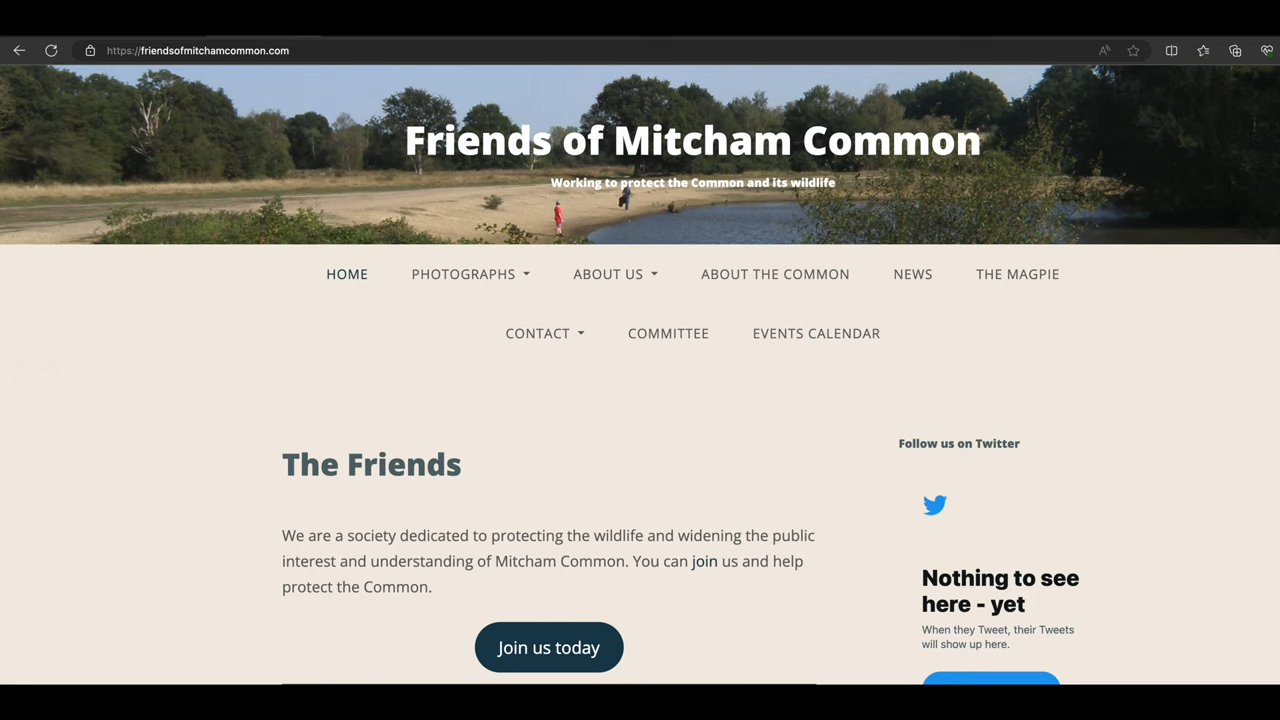 https://friendsofmitchamcommon.com
Friends of Mitcham Common
Working to protect the Common and its wildlife
HOME PHOTOGRAPHS ABOUT US ABOUT THE COMMON NEWS THE MAGPIE
CONTACT COMMITTEE EVENTS CALENDAR
The Friends
We are a society dedicated to protecting the wildlife and widening the public
interest and understanding of Mitcham Common. You can join us and help
protect the Common.
Join us today
Follow us on Twitter
Nothing to see
here - yet
When they Tweet, their Tweets
will show up here.